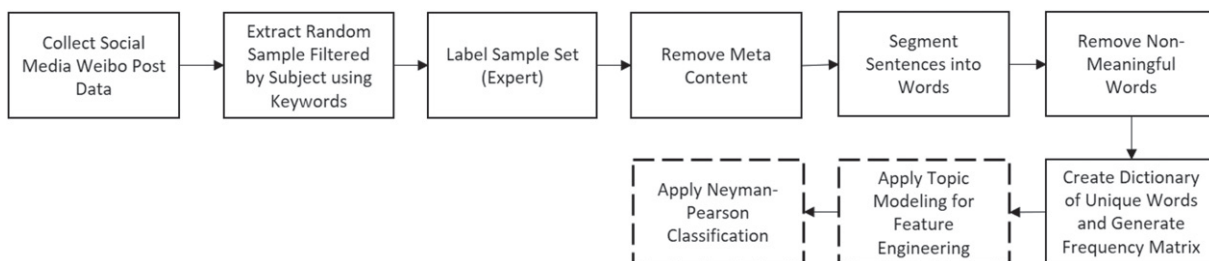 Collect Social
Media Weibo Post
Data
Extract Random
Sample Filtered
by Subject using
Keywords
Label Sample Set
(Expert)
Remove Meta
Content
Segment
Sentences into
Words
Remove Non-
Meaningful
Words
Create Dictionary
of Unique Words
and Generate
Frequency Matrix
Apply Topic
Modeling for
Feature
Engineering
Apply Neyman-
Pearson
Classification